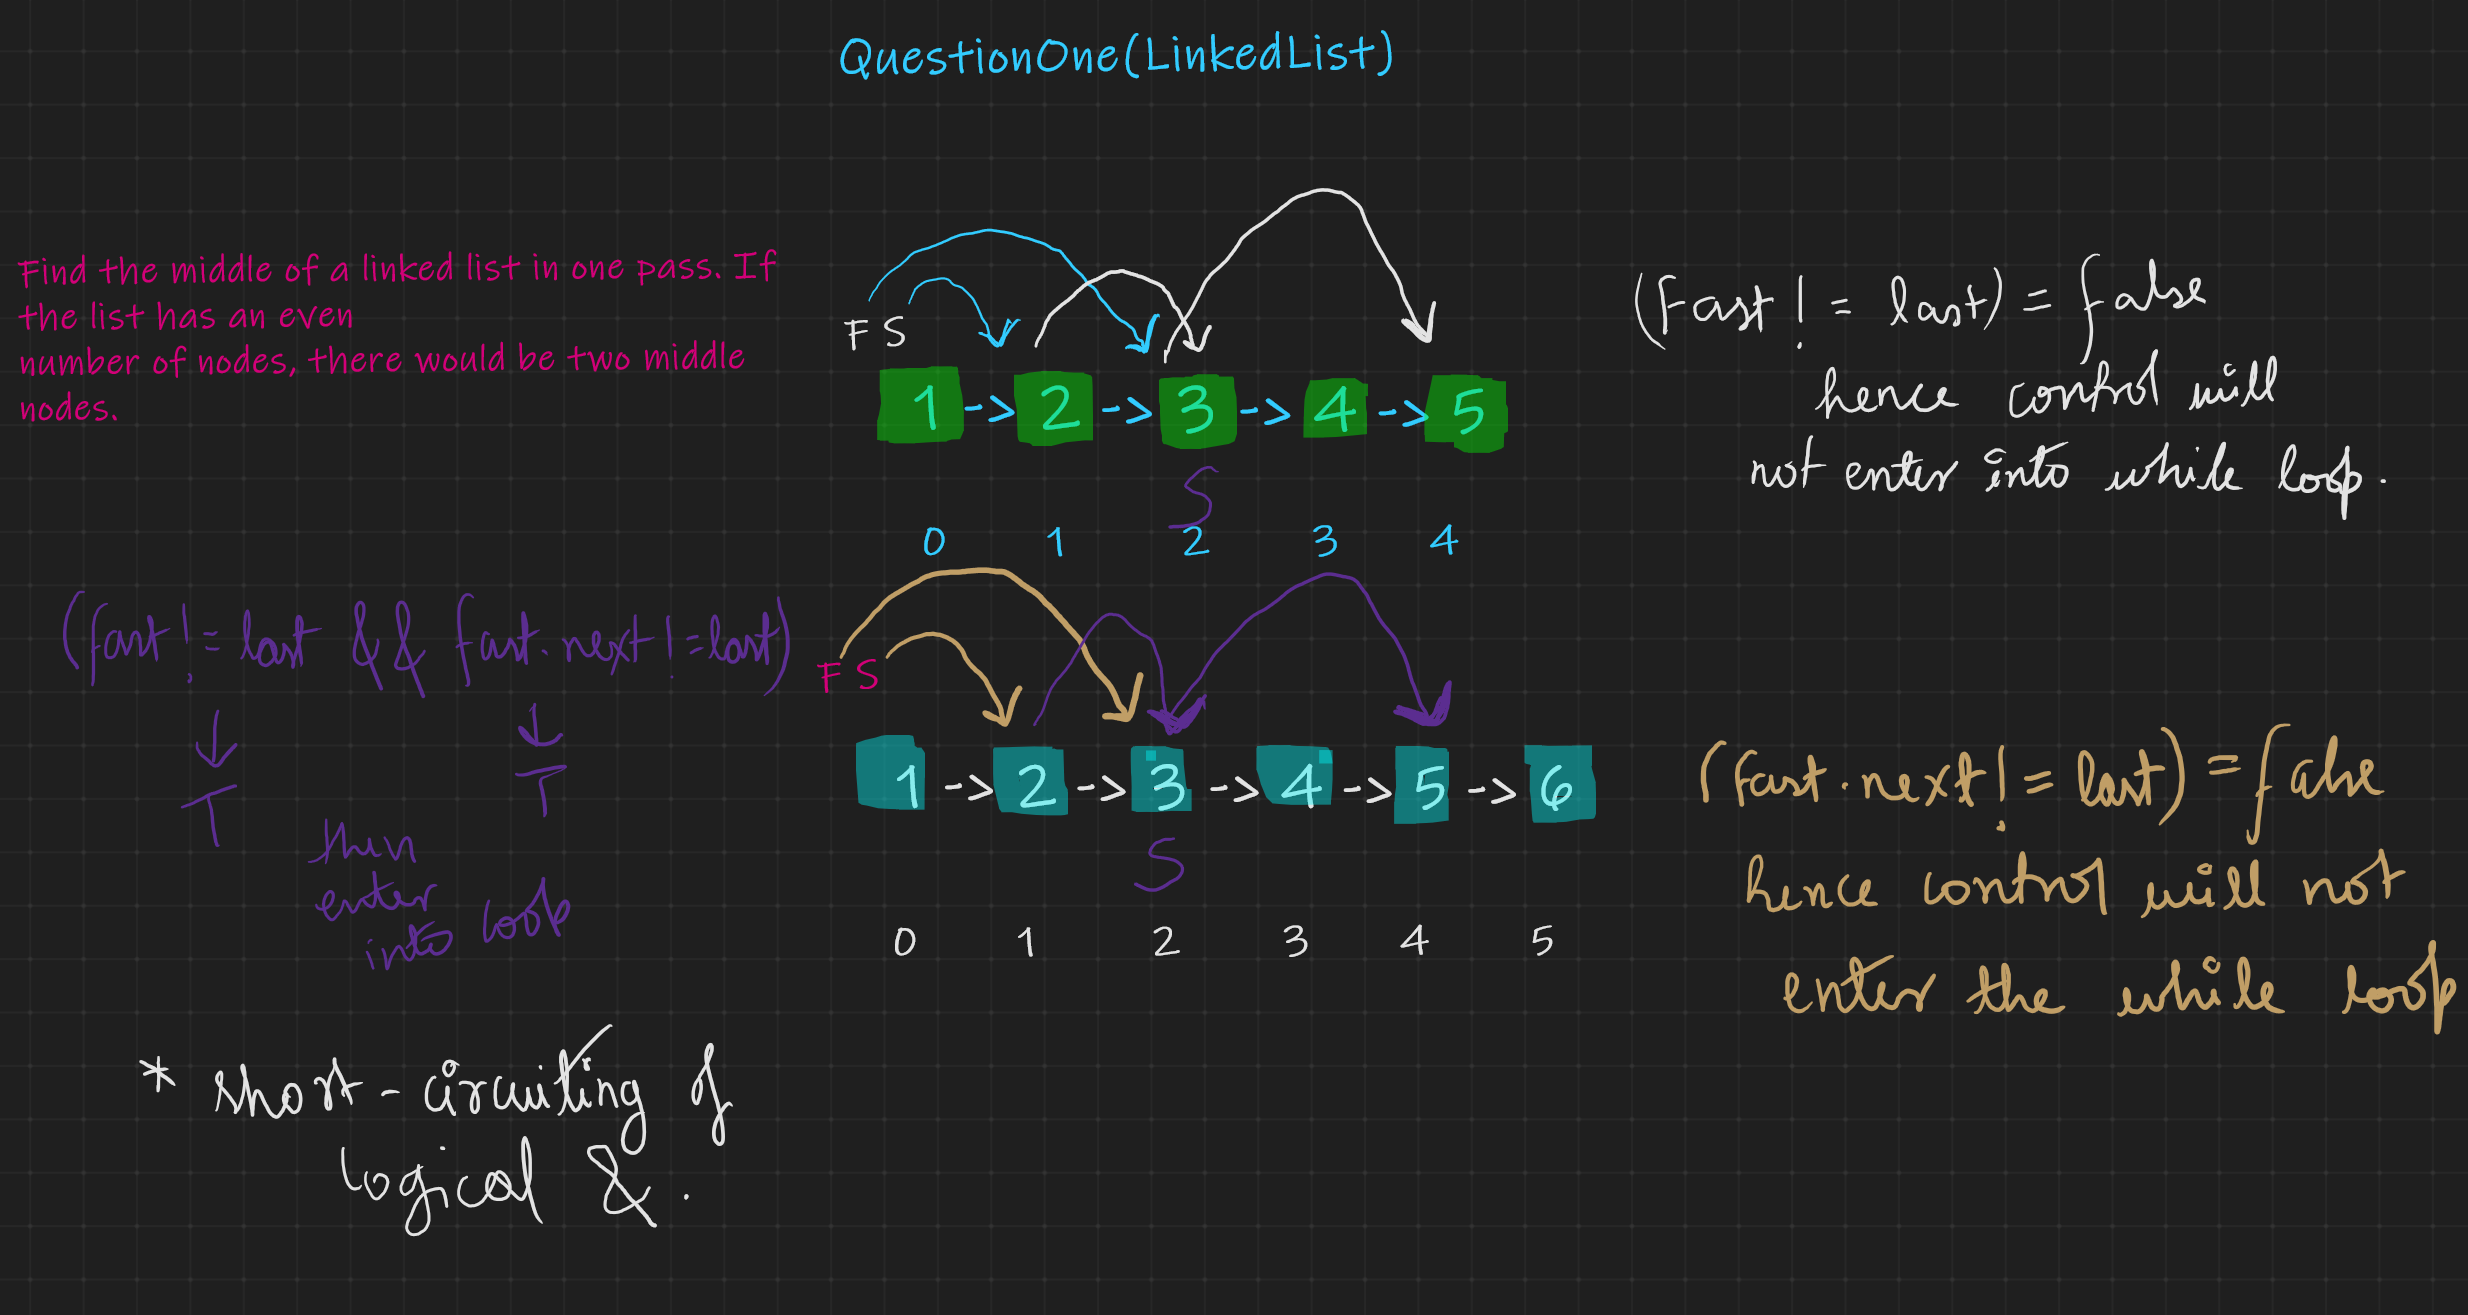 QuestionOne(LinkedList)
Find the middle of a linked list in one pass. If
the list has an even
number of nodes, there would be two middle
nodes.
F S
1 -> 2 -> 3 -> 4 -> 5
S
0 1 2 3 4
(Fast != last) = false
hence control will
not enter into while loop.
(fast != last && fast.next != last)
T T
then
enter
into loop
F S
1 -> 2 -> 3 -> 4 -> 5 -> 6
S
0 1 2 3 4 5
(Fast.next != last) = false
hence control will not
enter the while loop
* short-circuiting of
logical &.